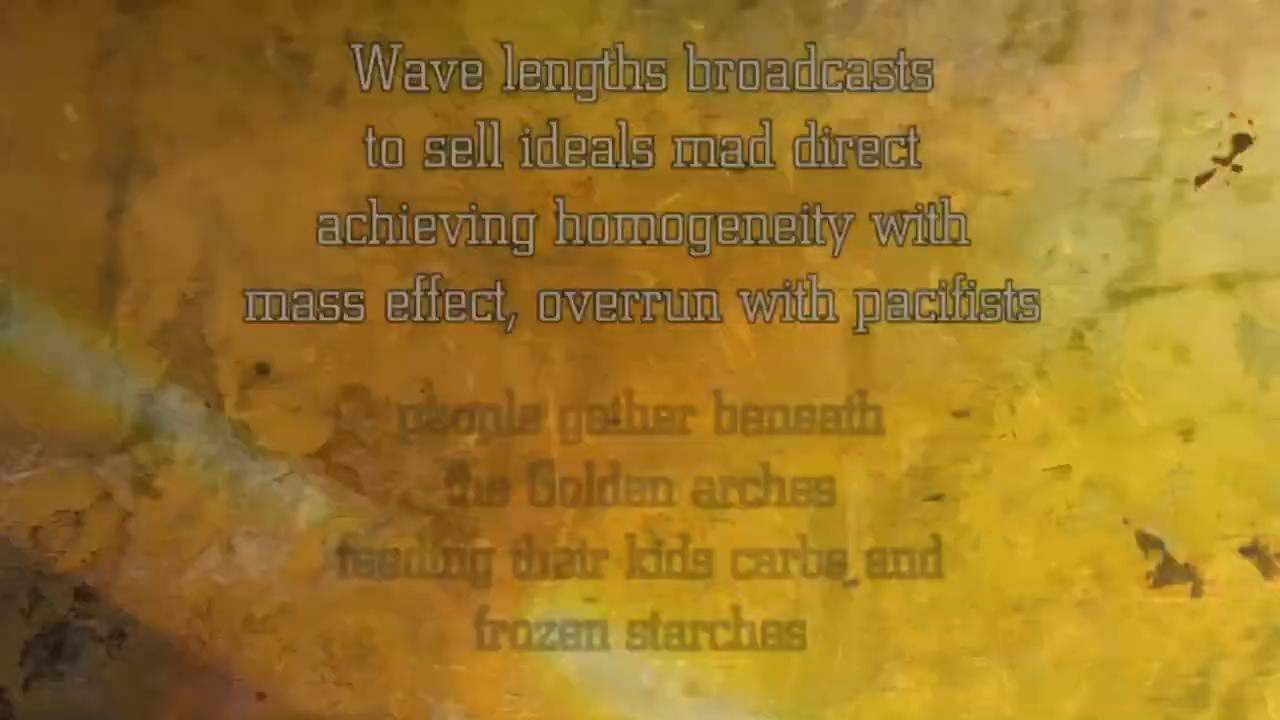 Wave lengths broadcasts
to sell ideals mad direct
achieving homogeneity with
mass effect, overrun with pacifists
people gather beneath
the Golden arches
feeding their kids carbs and
frozen starches